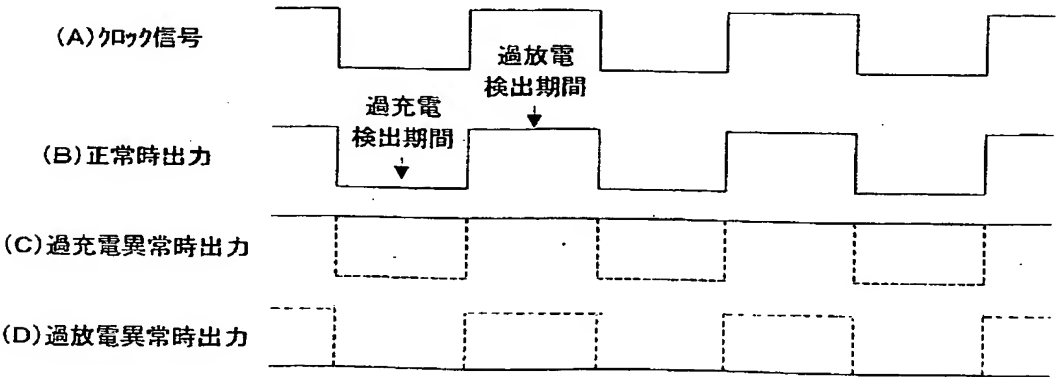 (A)クロック信号
過放電
検出期間
過充電
検出期間
(B)正常時出力
(C)過充電異常時出力
(D)過放電異常時出力